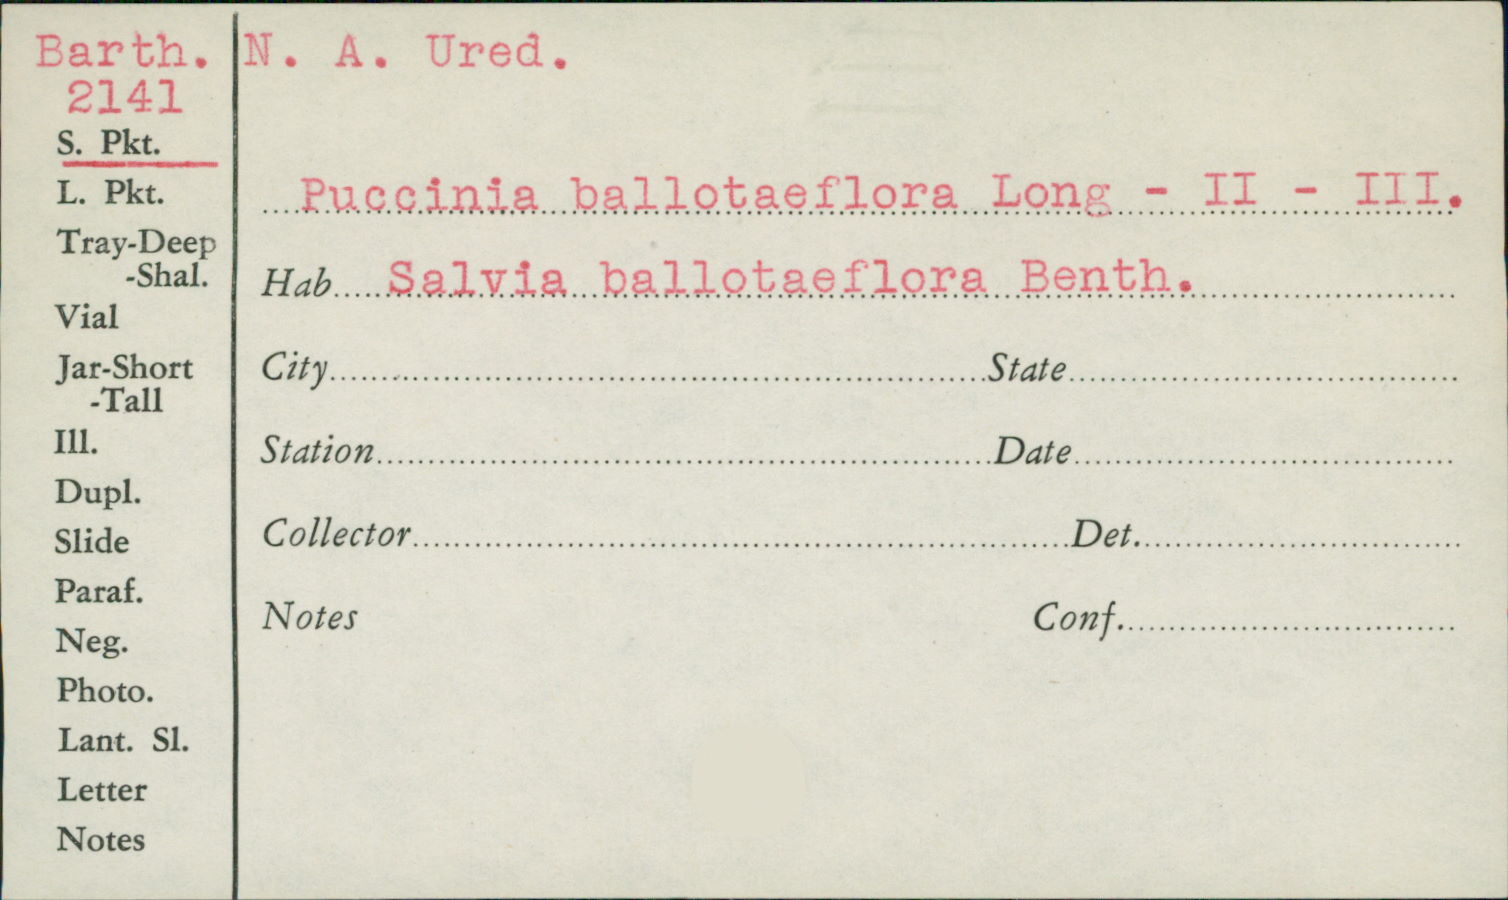 Barth. N. A. Ured.
2141
S. Pkt.
L. Pkt.
Tray-Deep
-Shal.
Vial
Jar-Short
-Tall
Ill.
Dupl.
Slide
Paraf.
Neg.
Photo.
Lant. Sl.
Letter
Notes
Puccinia ballotaeflora Long - II - III.
Hab Salvia ballotaeflora Benth.
City State
Station Date
Collector Det.
Notes Conf.